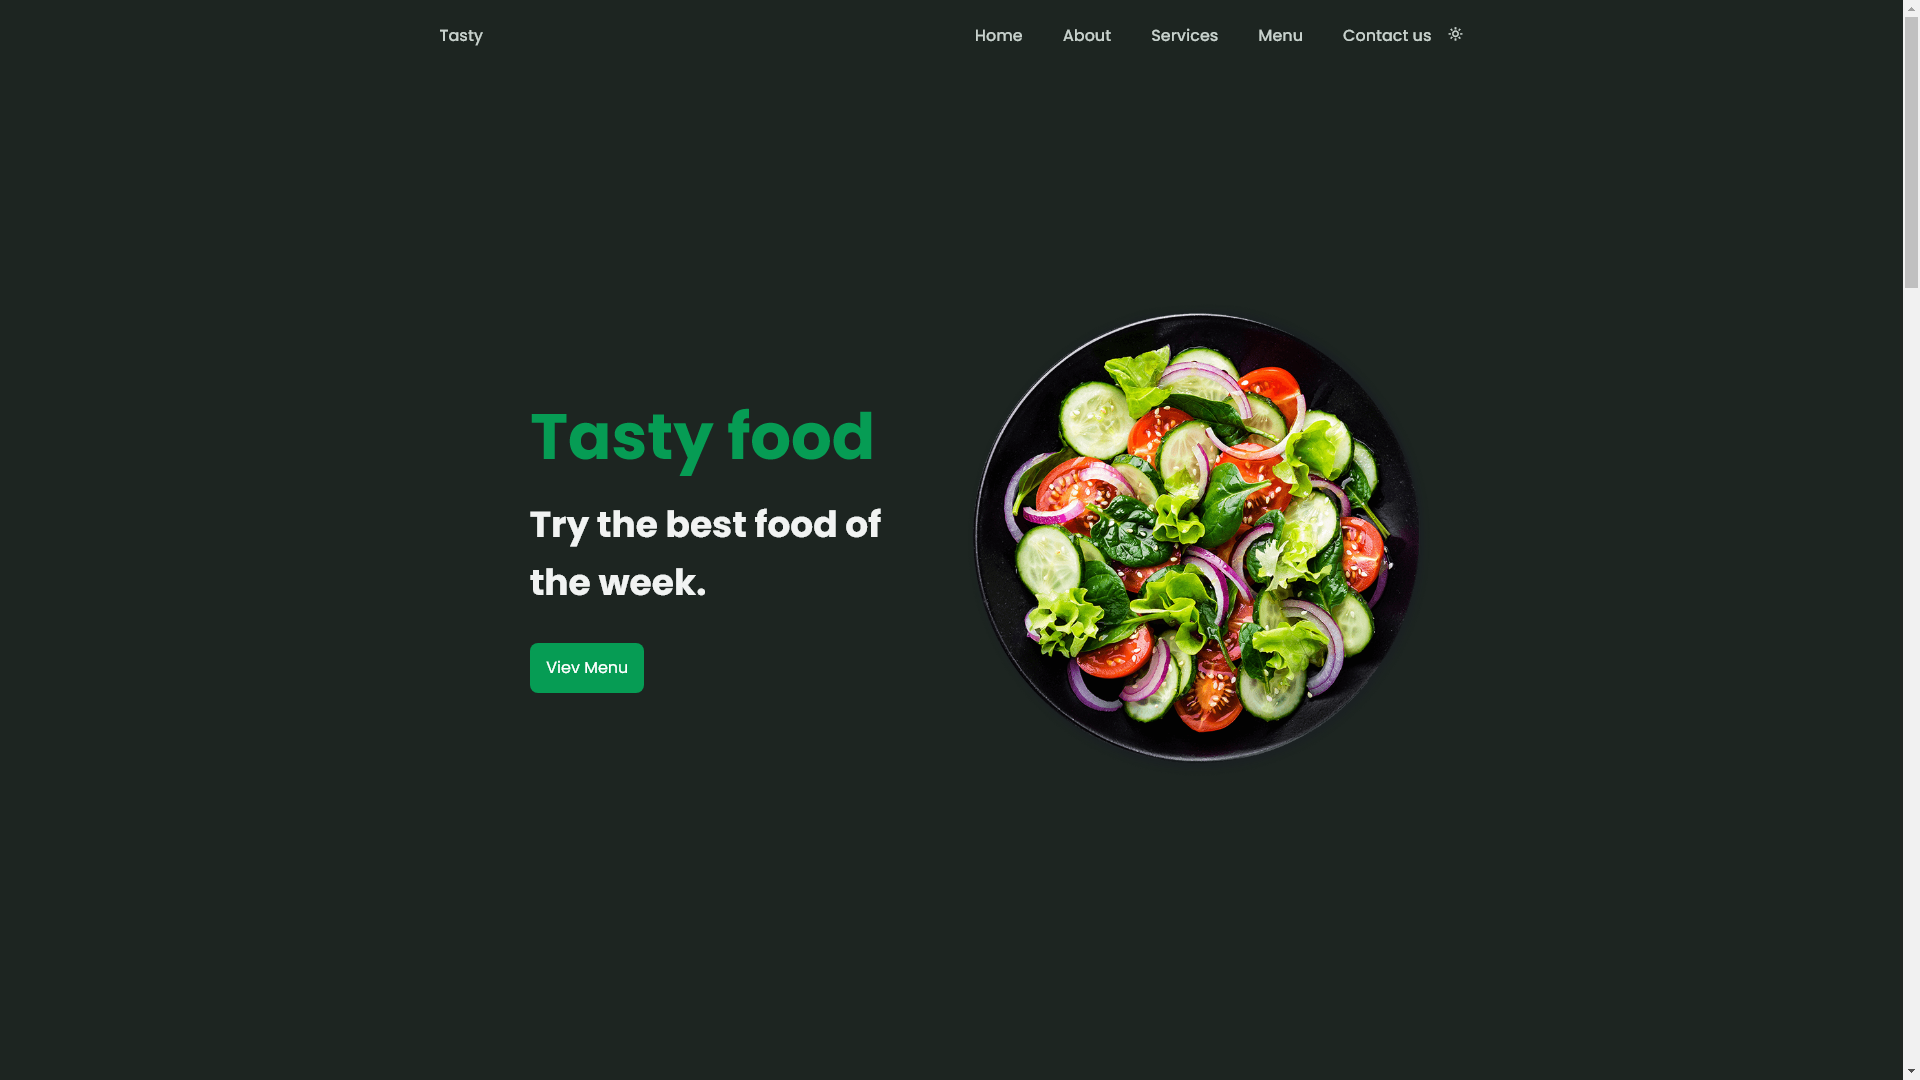 Tasty
Home
About
Services
Menu
Contact us
Tasty food
Try the best food of
the week.
Viev Menu